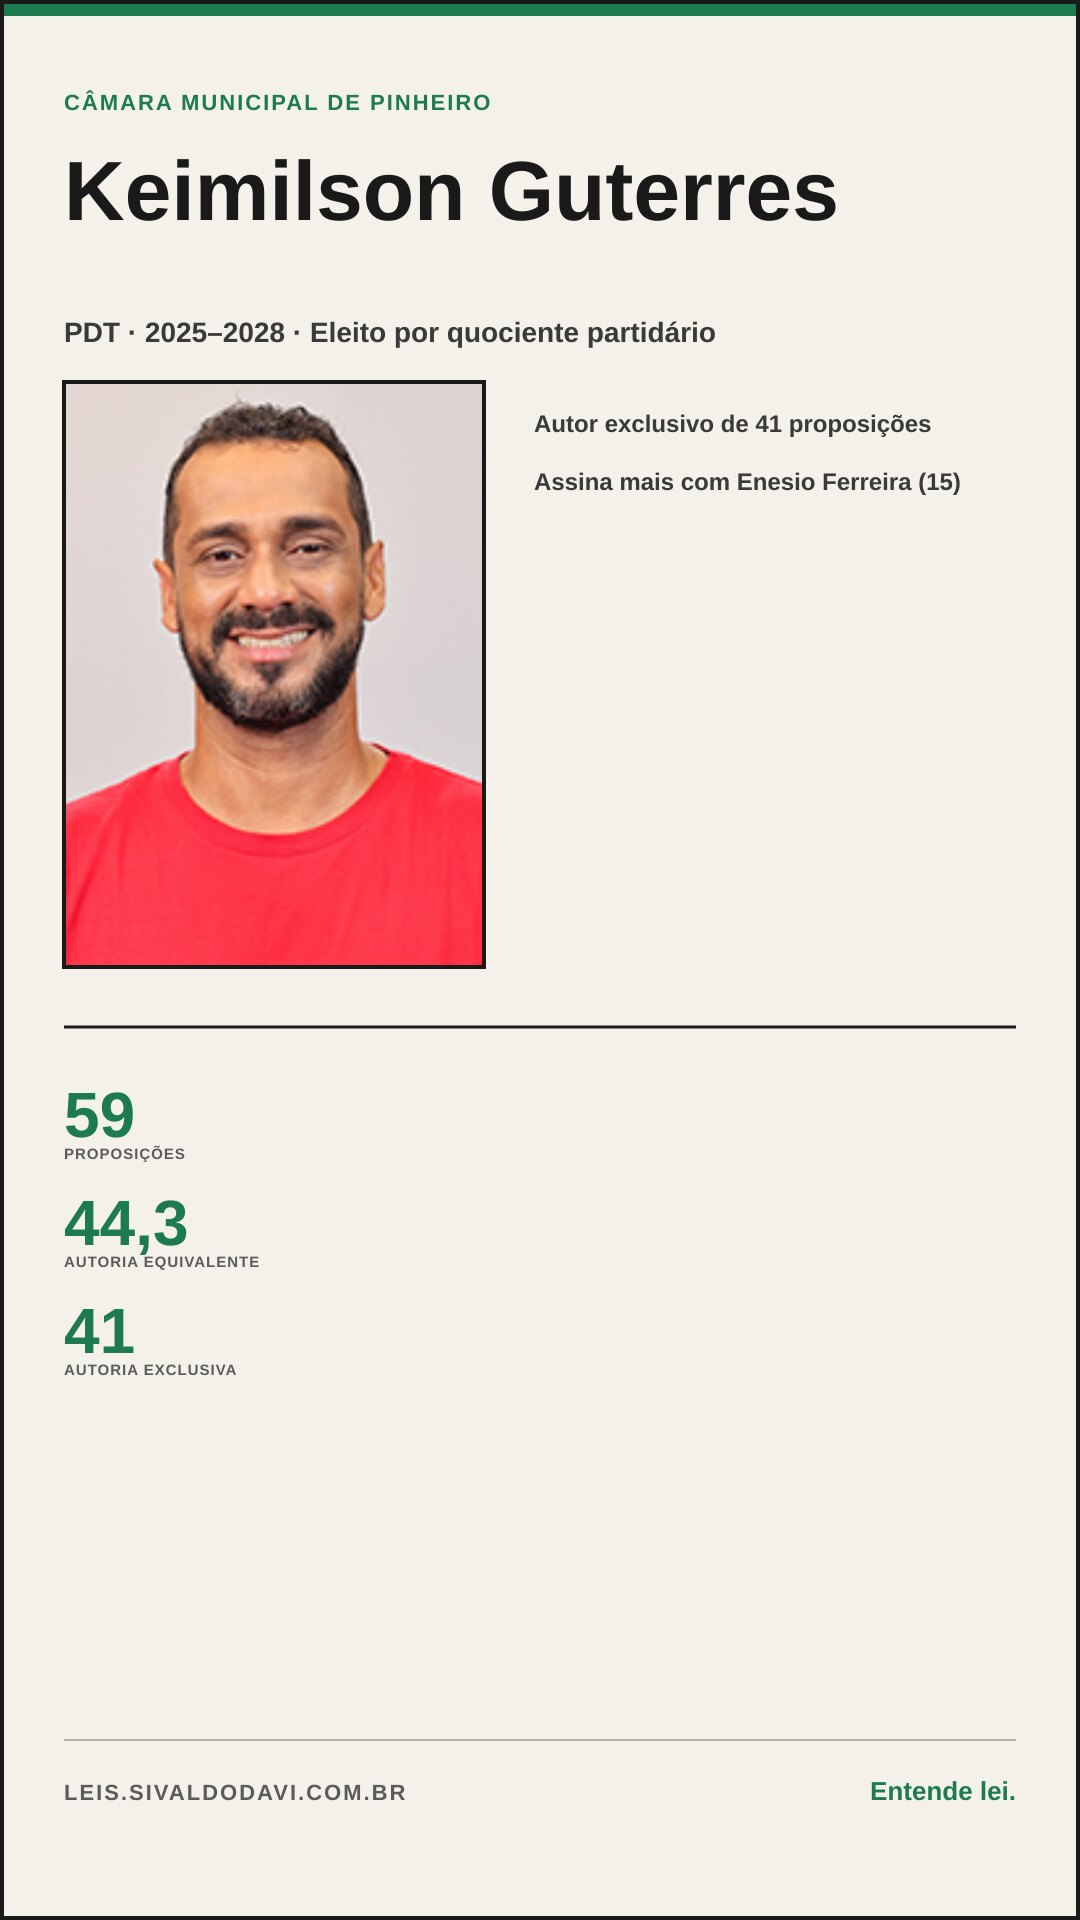 CÂMARA MUNICIPAL DE PINHEIRO
Keimilson Guterres
PDT · 2025–2028 · Eleito por quociente partidário
Autor exclusivo de 41 proposições
Assina mais com Enesio Ferreira (15)
59
PROPOSIÇÕES
44,3
AUTORIA EQUIVALENTE
41
AUTORIA EXCLUSIVA
LEIS.SIVALDODAVI.COM.BR
Entende lei.